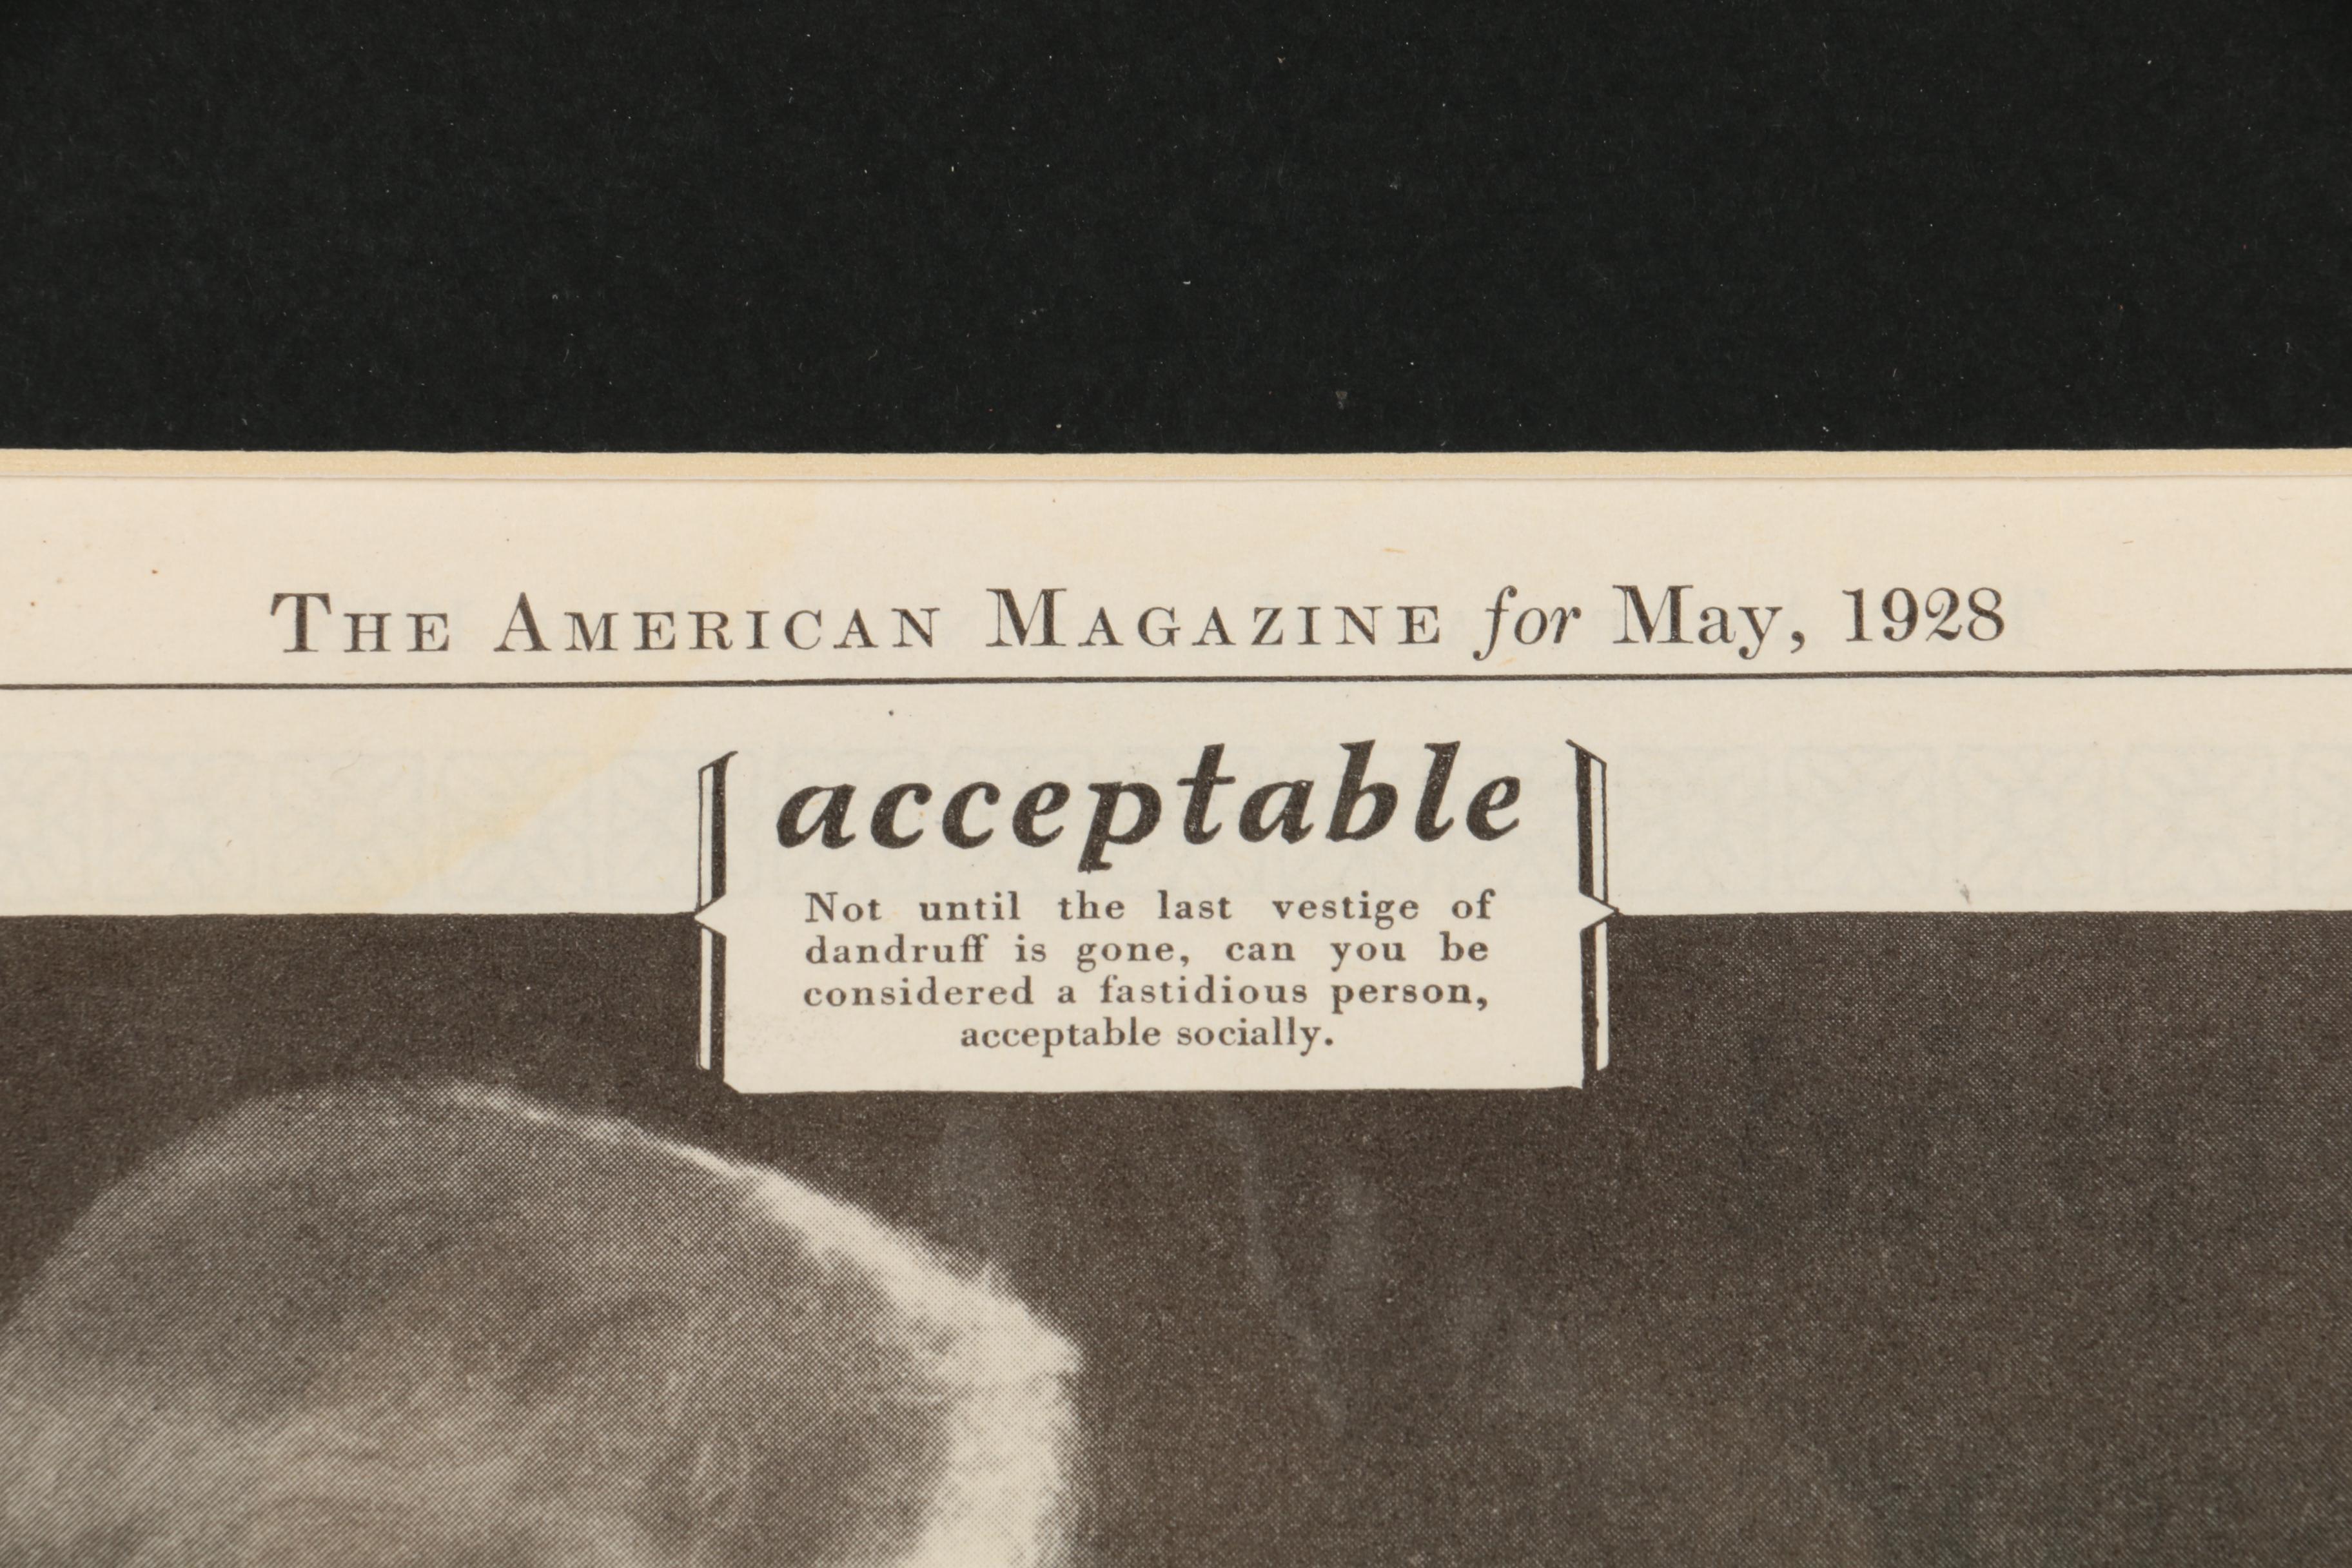 THE AMERICAN MAGAZINE for May, 1928
acceptable
Not until the last vestige of
dandruff is gone, can you be
considered a fastidious person,
acceptable socially.